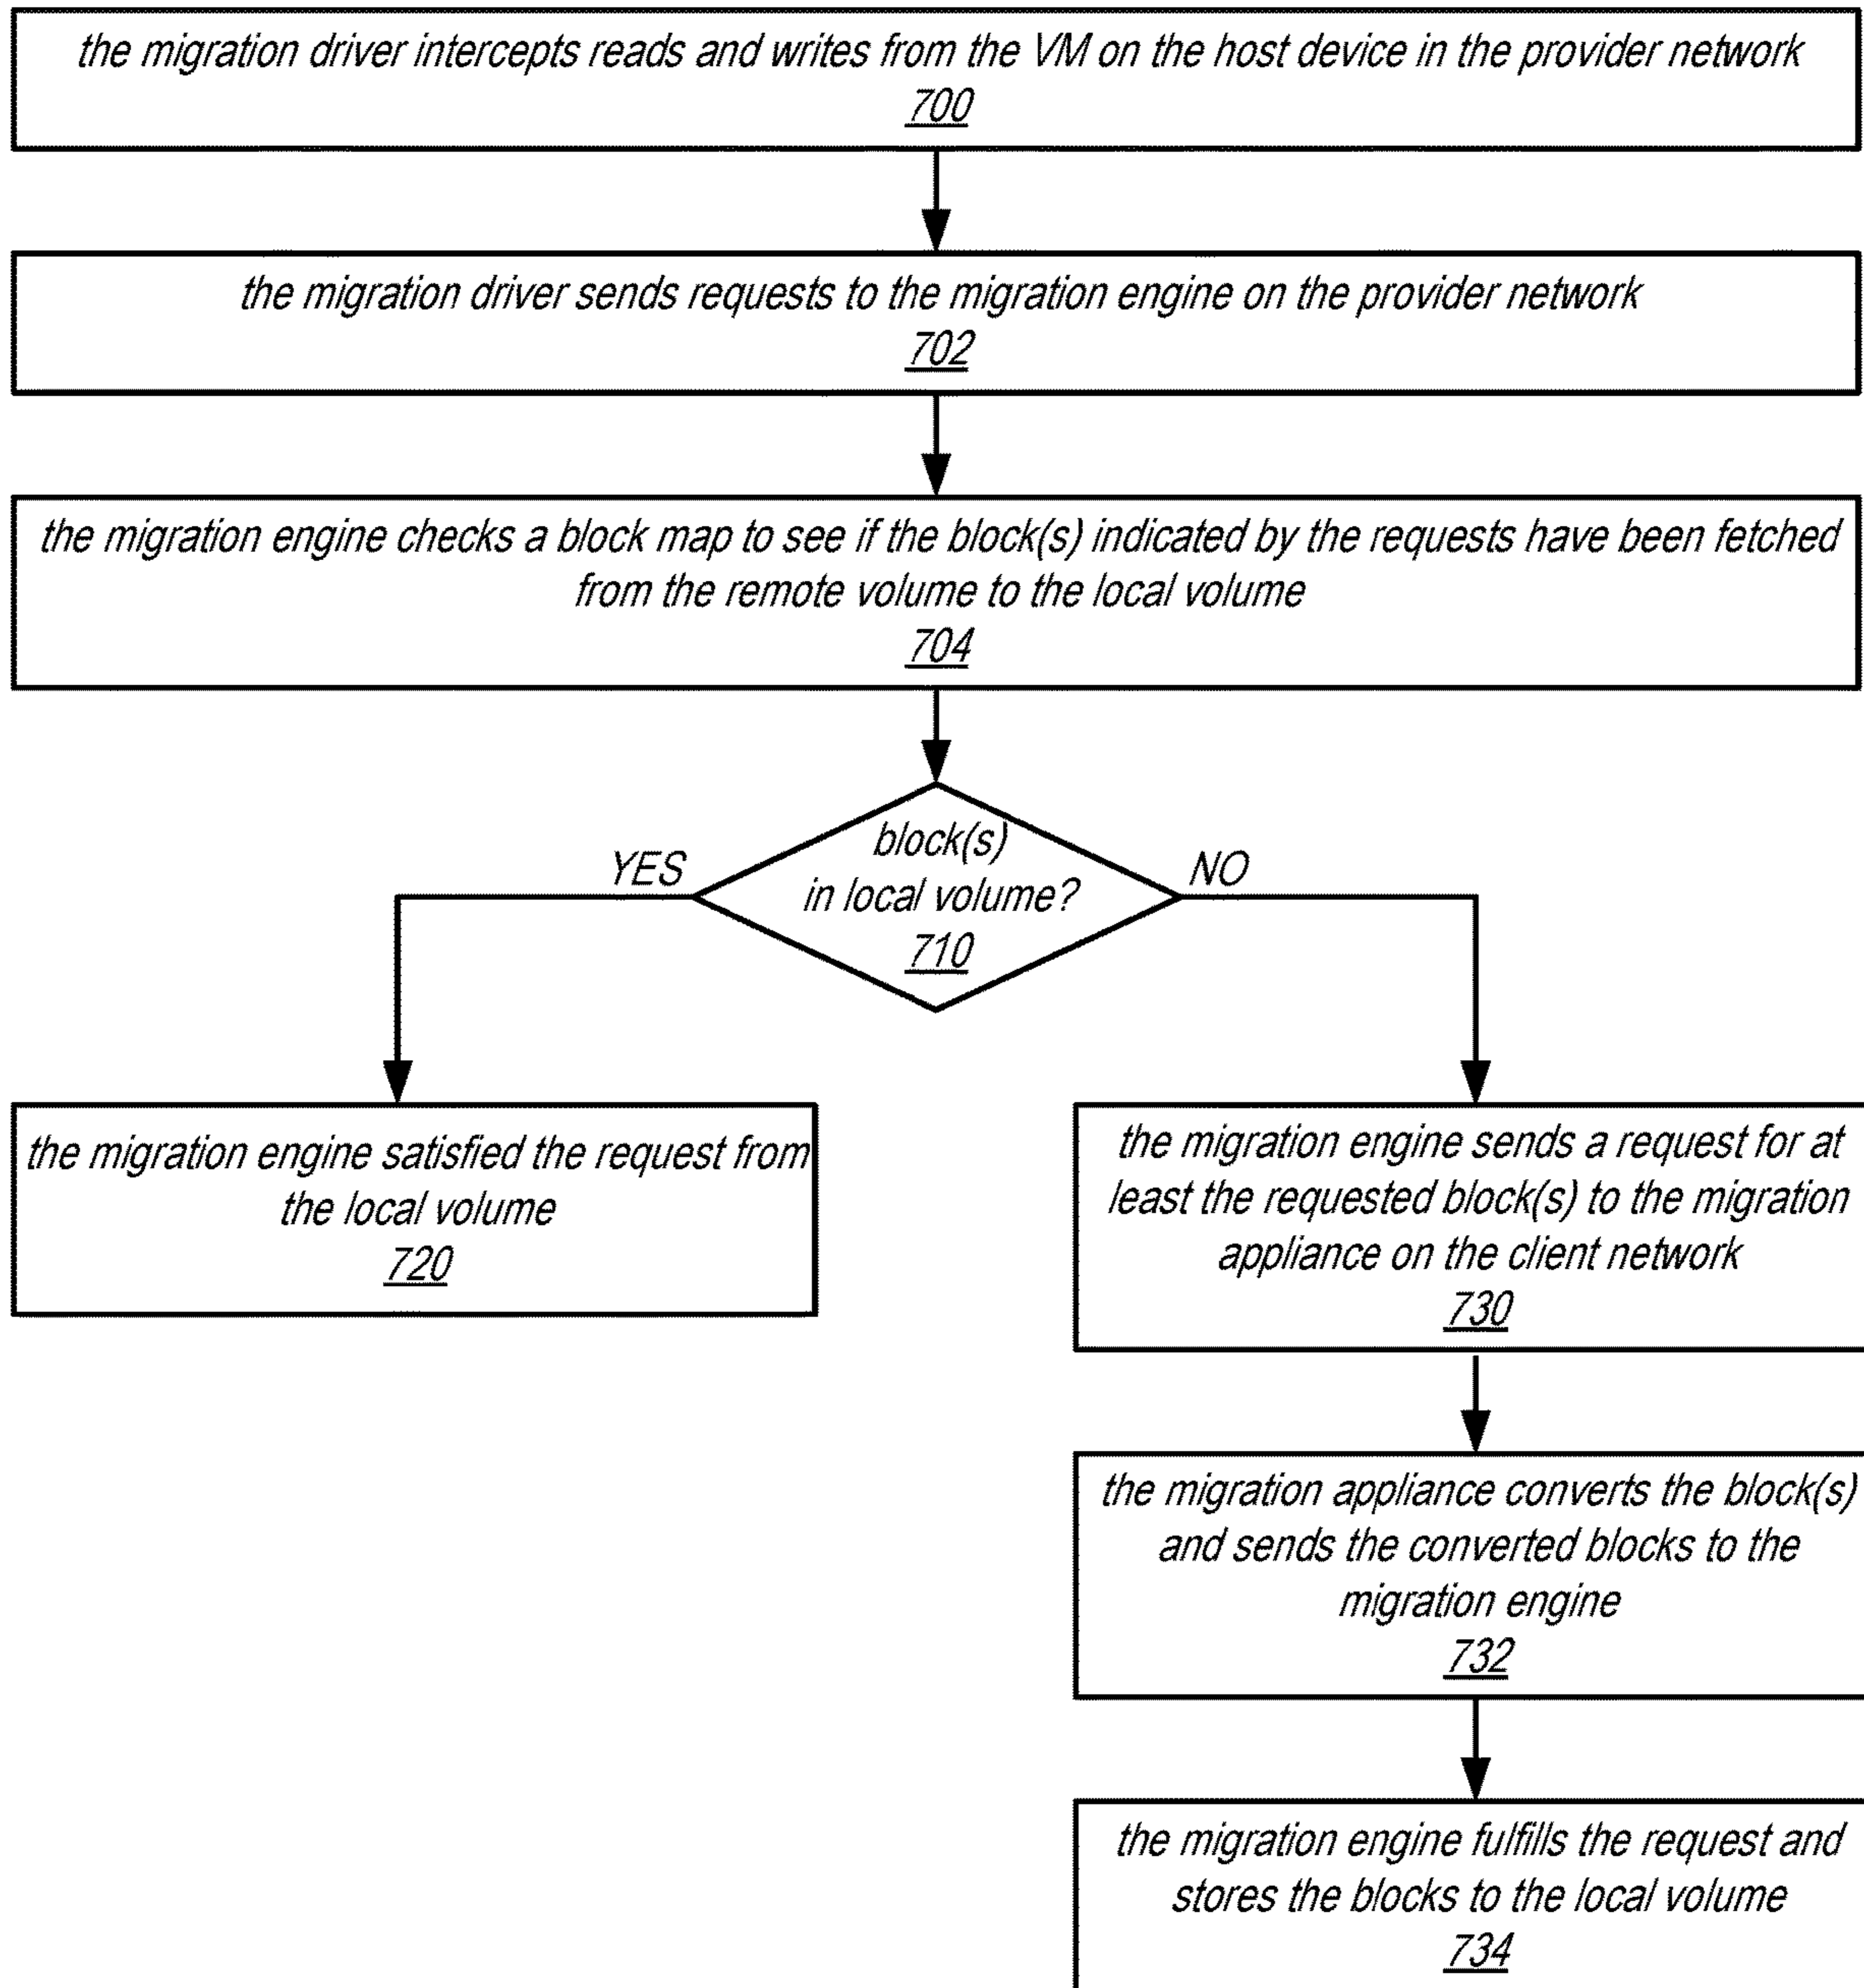 the migration driver intercepts reads and writes from the VM on the host device in the provider network
700
the migration driver sends requests to the migration engine on the provider network
702
the migration engine checks a block map to see if the block(s) indicated by the requests have been fetched
from the remote volume to the local volume
704
block(s)
in local volume?
710
YES
NO
the migration engine satisfied the request from
the local volume
720
the migration engine sends a request for at
least the requested block(s) to the migration
appliance on the client network
730
the migration appliance converts the block(s)
and sends the converted blocks to the
migration engine
732
the migration engine fulfills the request and
stores the blocks to the local volume
734